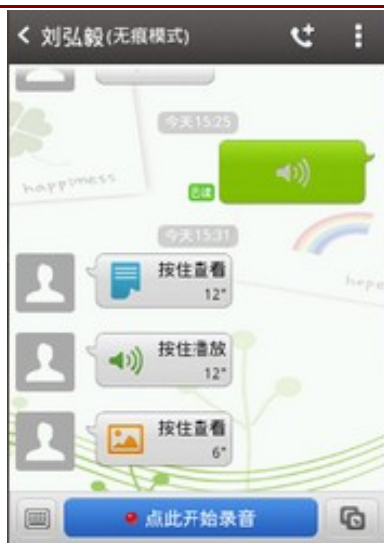 刘弘毅(无痕模式)
今天15:25
已读
happiness
今天15:31
按住查看
12"
hope
按住播放
12"
按住查看
6"
点此开始录音